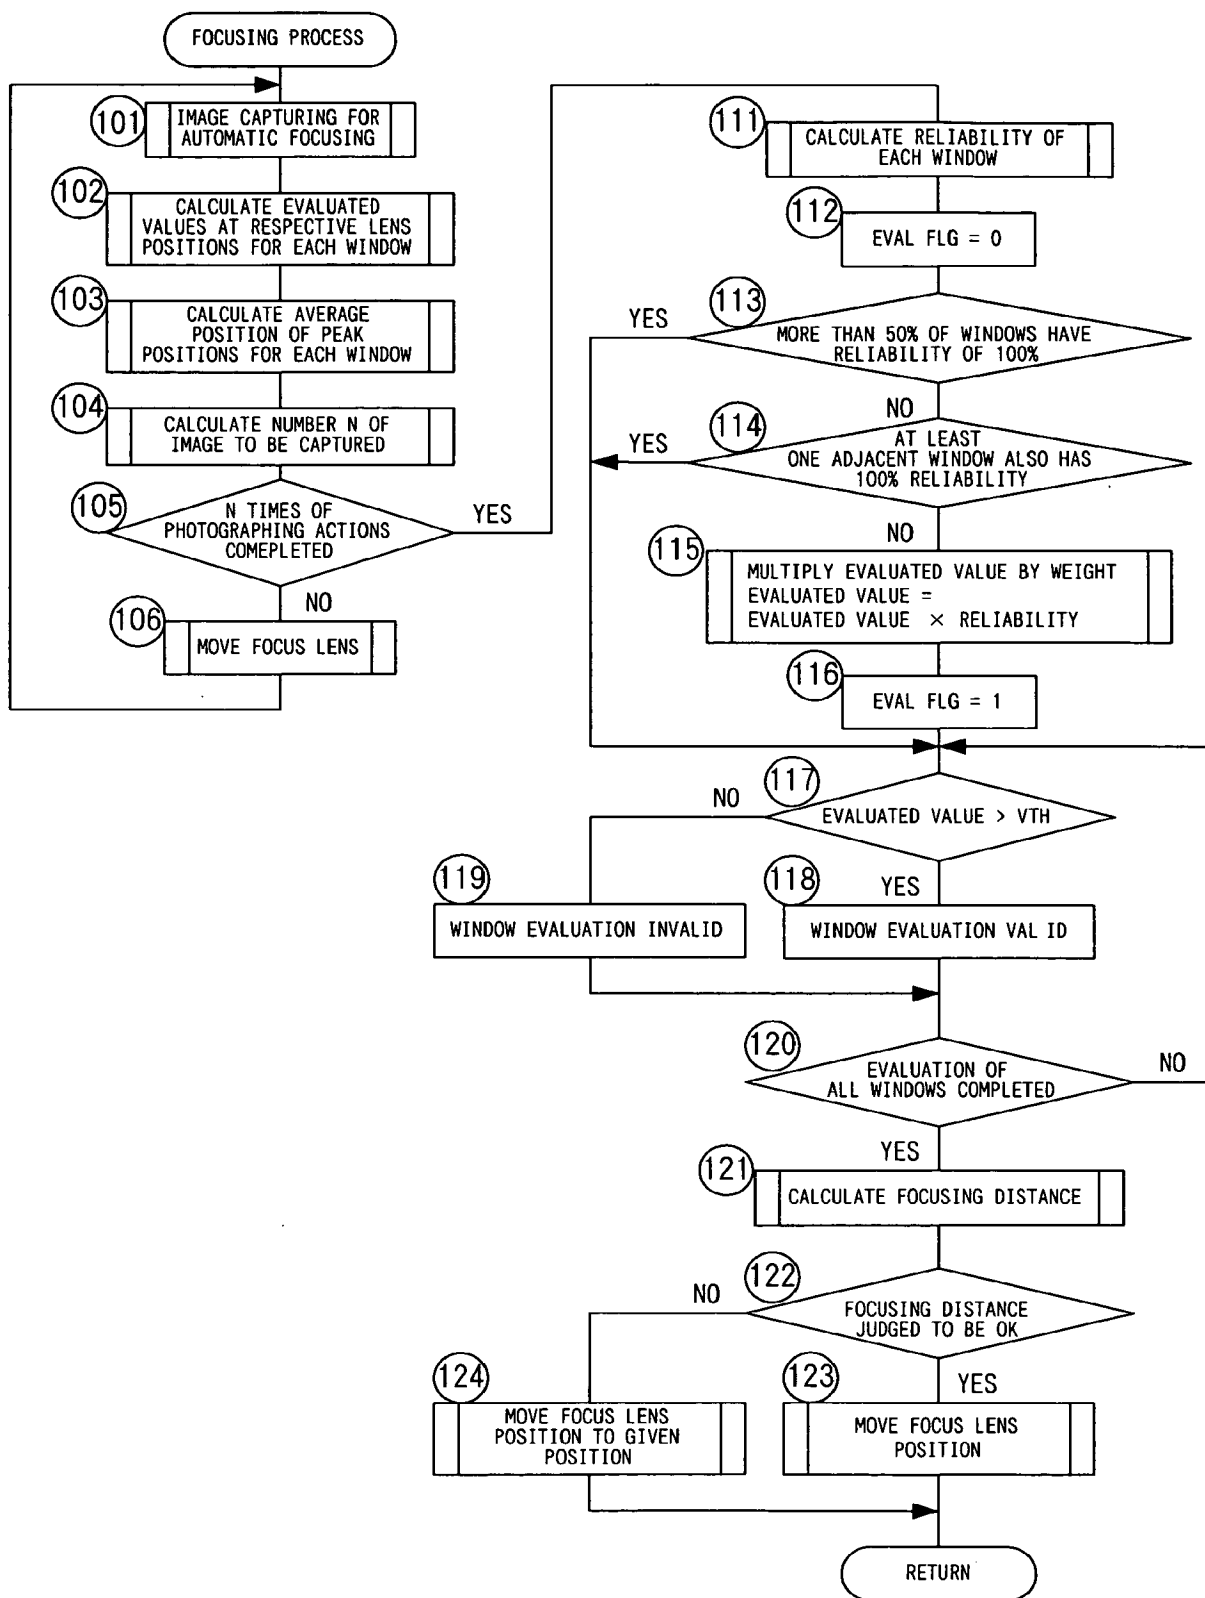 FOCUSING PROCESS
101
IMAGE CAPTURING FOR
AUTOMATIC FOCUSING
102
CALCULATE EVALUATED
VALUES AT RESPECTIVE LENS
POSITIONS FOR EACH WINDOW
103
CALCULATE AVERAGE
POSITION OF PEAK
POSITIONS FOR EACH WINDOW
104
CALCULATE NUMBER N OF
IMAGE TO BE CAPTURED
105
N TIMES OF
PHOTOGRAPHING ACTIONS
COMEPLETED
YES
NO
106
MOVE FOCUS LENS
111
CALCULATE RELIABILITY OF
EACH WINDOW
112
EVAL FLG = 0
113
YES
MORE THAN 50% OF WINDOWS HAVE
RELIABILITY OF 100%
NO
114
YES
AT LEAST
ONE ADJACENT WINDOW ALSO HAS
100% RELIABILITY
NO
115
MULTIPLY EVALUATED VALUE BY WEIGHT
EVALUATED VALUE =
EVALUATED VALUE × RELIABILITY
116
EVAL FLG = 1
117
NO
EVALUATED VALUE > VTH
YES
119
WINDOW EVALUATION INVALID
118
WINDOW EVALUATION VAL ID
120
EVALUATION OF
ALL WINDOWS COMPLETED
NO
YES
121
CALCULATE FOCUSING DISTANCE
122
NO
FOCUSING DISTANCE
JUDGED TO BE OK
YES
124
MOVE FOCUS LENS
POSITION TO GIVEN
POSITION
123
MOVE FOCUS LENS
POSITION
RETURN